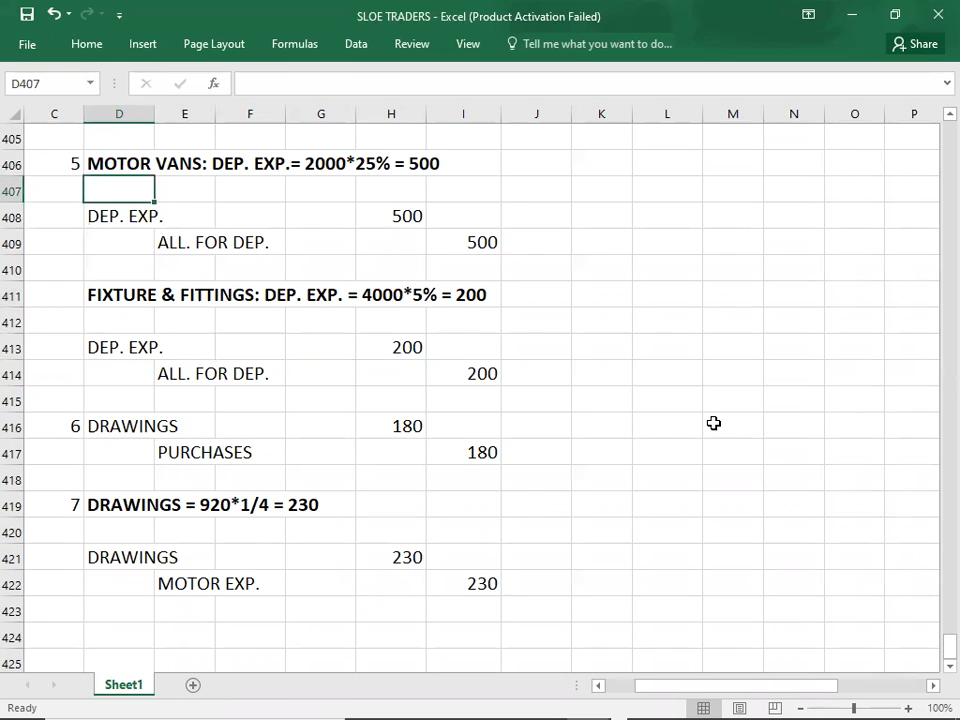 SLOE TRADERS - Excel (Product Activation Failed)
File Home Insert Page Layout Formulas Data Review View Tell me what you want to do... Share
D407 fx
C D E F G H I J K L M N O P
405
406 5 MOTOR VANS: DEP. EXP.= 2000*25% = 500
407
408 DEP. EXP. 500
409 ALL. FOR DEP. 500
410
411 FIXTURE & FITTINGS: DEP. EXP. = 4000*5% = 200
412
413 DEP. EXP. 200
414 ALL. FOR DEP. 200
415
416 6 DRAWINGS 180
417 PURCHASES 180
418
419 7 DRAWINGS = 920*1/4 = 230
420
421 DRAWINGS 230
422 MOTOR EXP. 230
423
424
425
Sheet1
Ready 100%